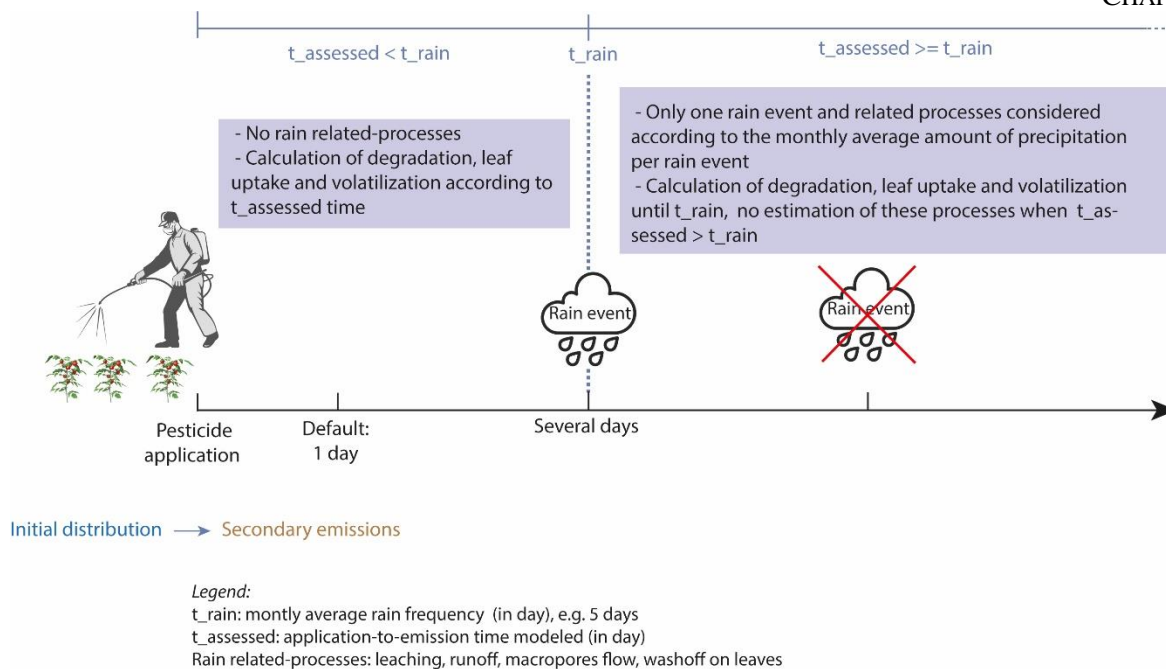 CHAP
t_assessed < t_rain
t_rain
t_assessed >= t_rain
- No rain related-processes
- Calculation of degradation, leaf
uptake and volatilization according to
t_assessed time
- Only one rain event and related processes considered
according to the monthly average amount of precipitation
per rain event
- Calculation of degradation, leaf uptake and volatilization
until t_rain, no estimation of these processes when t_as-
sessed > t_rain
Rain event
Rain event
Pesticide
application
Default:
1 day
Several days
Initial distribution → Secondary emissions
Legend:
t_rain: montly average rain frequency (in day), e.g. 5 days
t_assessed: application-to-emission time modeled (in day)
Rain related-processes: leaching, runoff, macropores flow, washoff on leaves